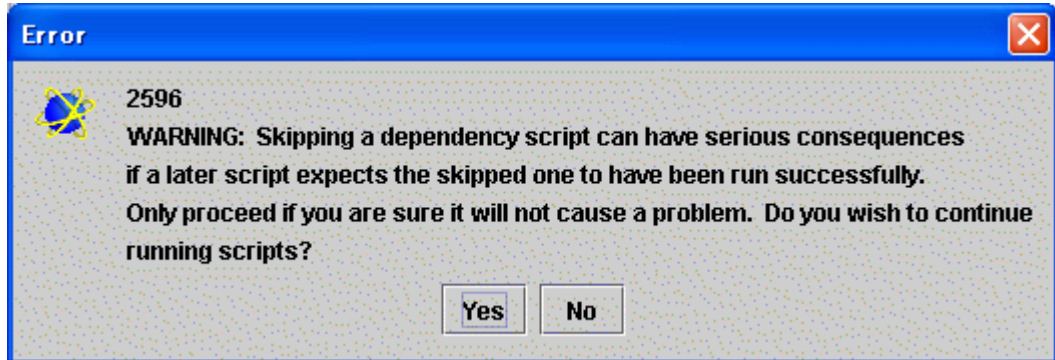 Error
2596
WARNING:  Skipping a dependency script can have serious consequences
if a later script expects the skipped one to have been run successfully.
Only proceed if you are sure it will not cause a problem.  Do you wish to continue
running scripts?
Yes No